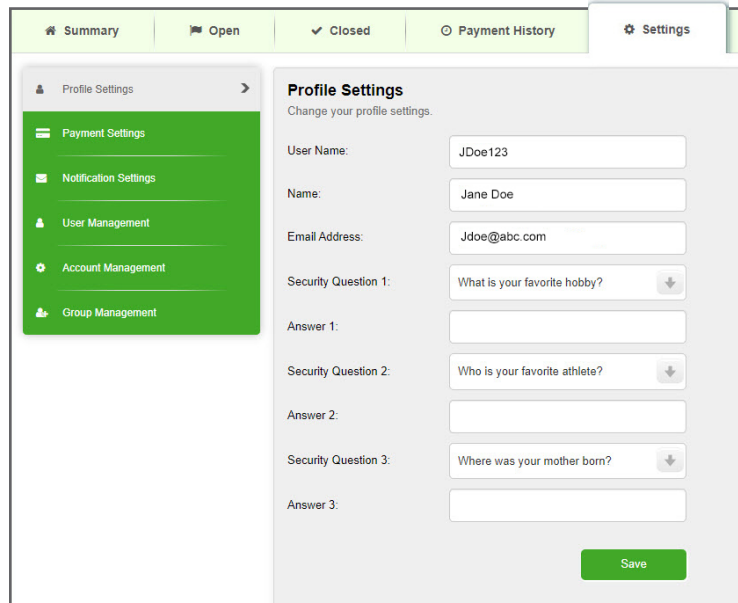 Summary Open Closed Payment History Settings
Profile Settings
Payment Settings
Notification Settings
User Management
Account Management
Group Management
Profile Settings
Change your profile settings.
User Name: JDoe123
Name: Jane Doe
Email Address: Jdoe@abc.com
Security Question 1: What is your favorite hobby?
Answer 1:
Security Question 2: Who is your favorite athlete?
Answer 2:
Security Question 3: Where was your mother born?
Answer 3:
Save